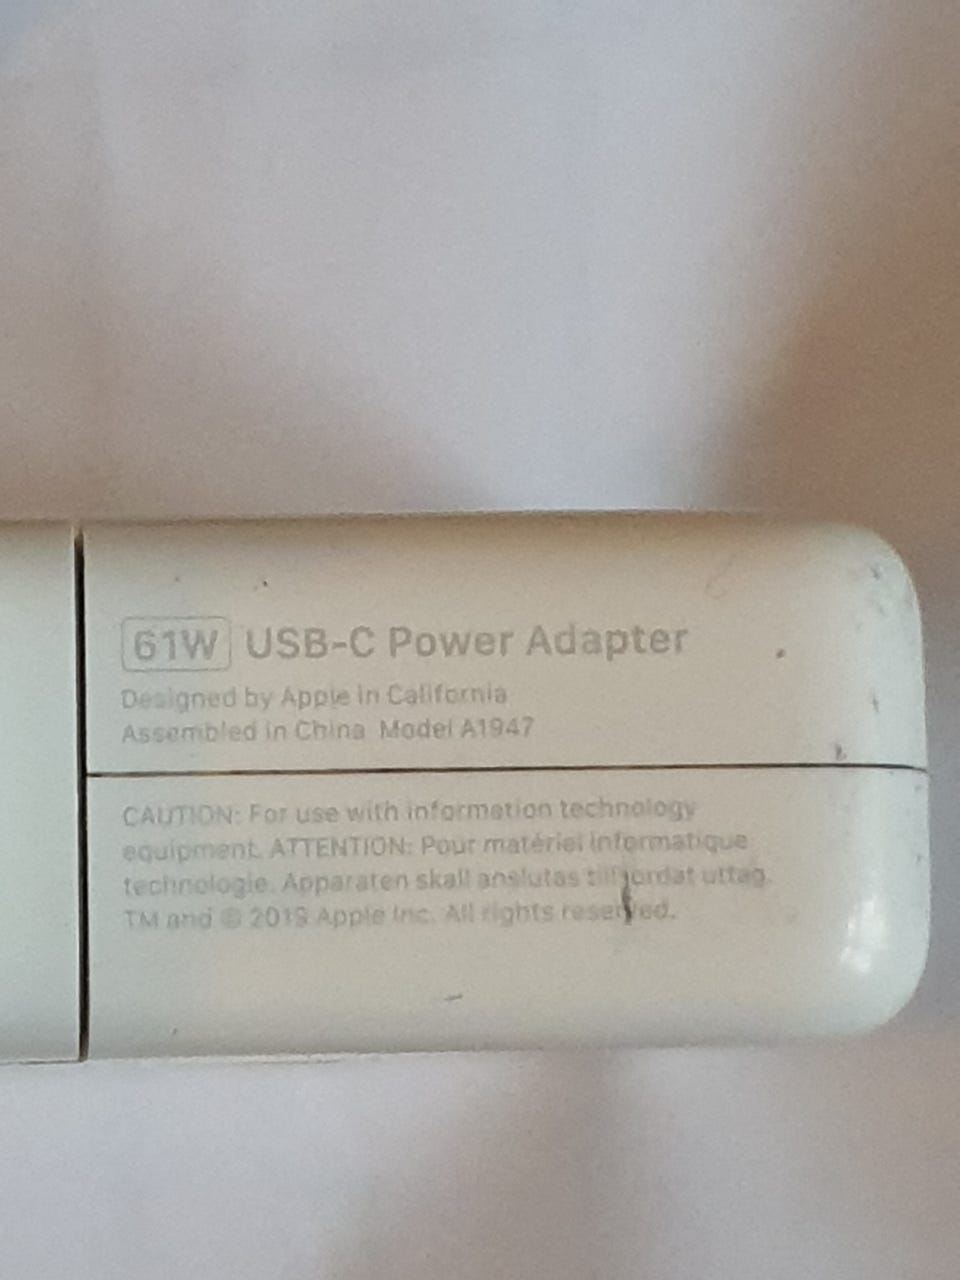 61W USB-C Power Adapter
Designed by Apple in California
Assembled in China Model A1947
CAUTION: For use with information technology
equipment. ATTENTION: Pour matériel informatique
technologie. Apparaten skall anslutas till jordat uttag.
TM and © 2019 Apple Inc. All rights reserved.